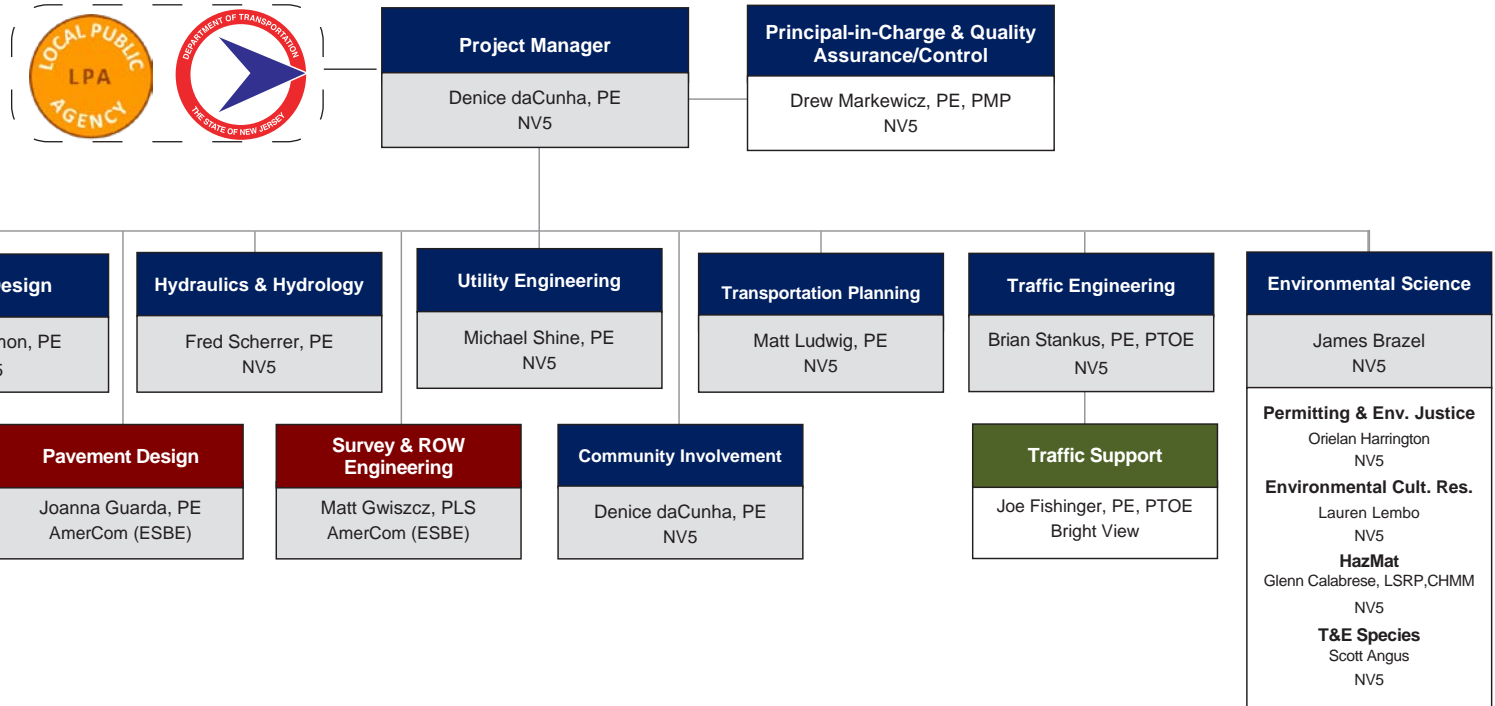 LOCAL PUBLIC
LPA
AGENCY
DEPARTMENT OF TRANSPORTATION
THE STATE OF NEW JERSEY
Project Manager
Denice daCunha, PE
NV5
Principal-in-Charge & Quality
Assurance/Control
Drew Markewicz, PE, PMP
NV5
PE
Hydraulics & Hydrology
Fred Scherrer, PE
NV5
Utility Engineering
Michael Shine, PE
NV5
Transportation Planning
Matt Ludwig, PE
NV5
Traffic Engineering
Brian Stankus, PE, PTOE
NV5
Environmental Science
James Brazel
NV5
Pavement Design
Joanna Guarda, PE
AmerCom (ESBE)
Survey & ROW
Engineering
Matt Gwiszcz, PLS
AmerCom (ESBE)
Community Involvement
Denice daCunha, PE
NV5
Traffic Support
Joe Fishinger, PE, PTOE
Bright View
Permitting & Env. Justice
Orielan Harrington
NV5
Environmental Cult. Res.
Lauren Lembo
NV5
HazMat
Glenn Calabrese, LSRP,CHMM
NV5
T&E Species
Scott Angus
NV5